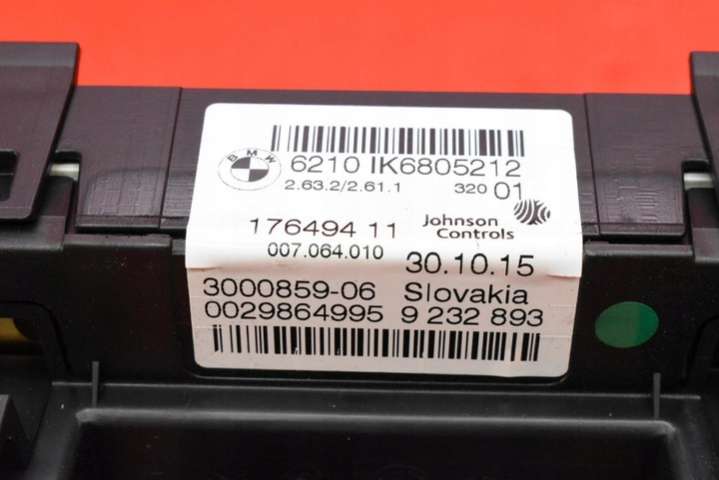 BMW
6210 IK6805212
2.63.2/2.61.1 320 01
176494 11 Johnson Controls
007.064.010 30.10.15
3000859-06 Slovakia
0029864995 9 232 893